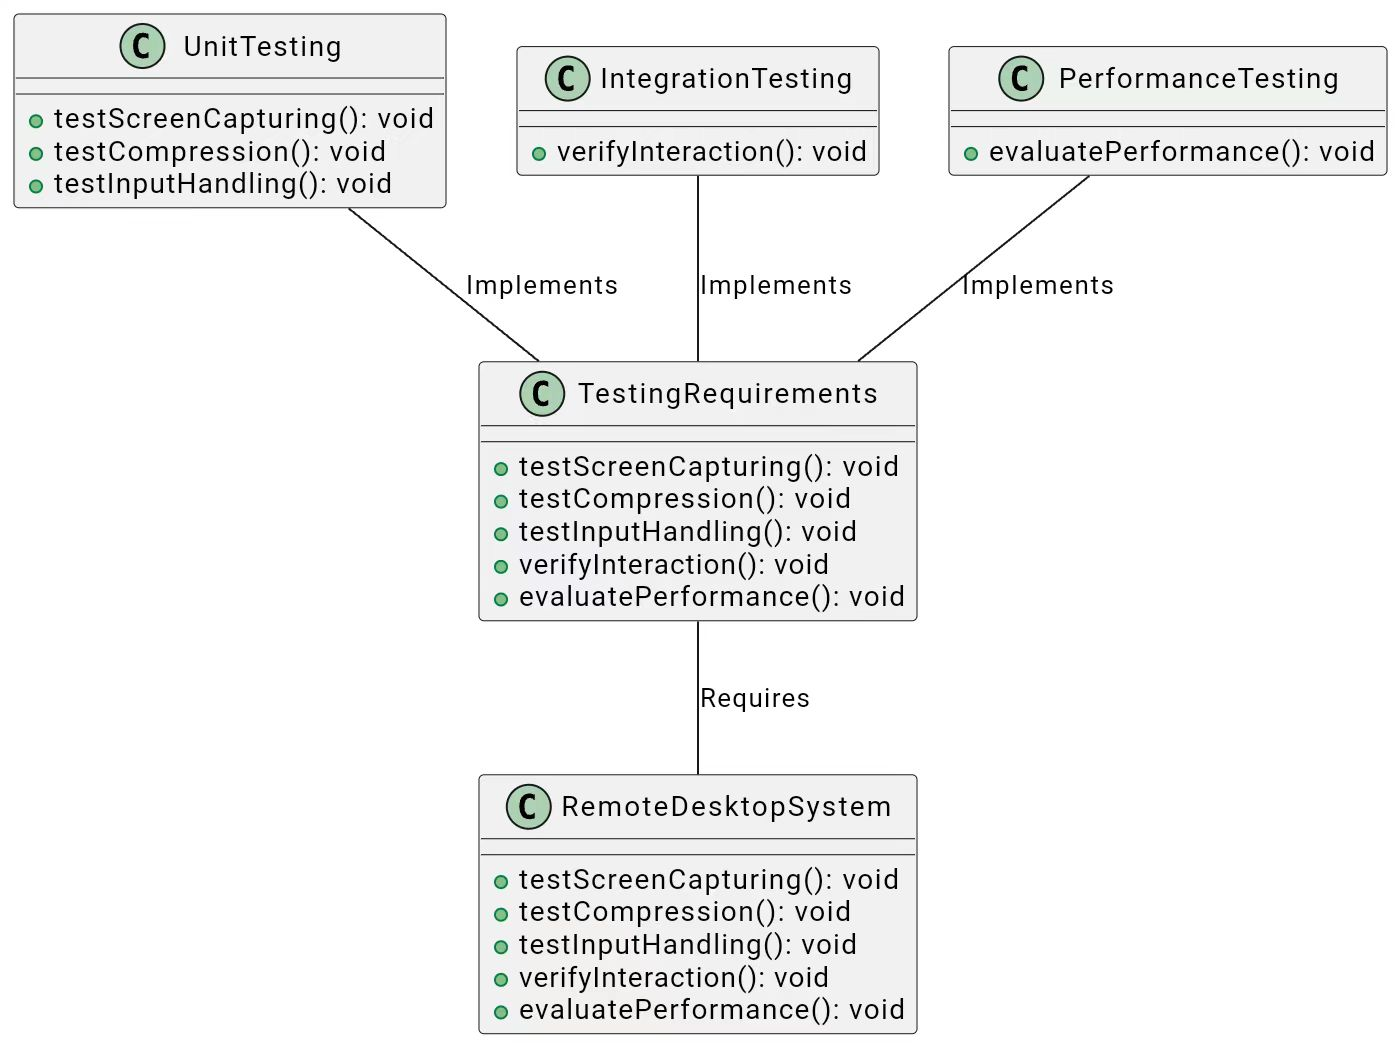 C UnitTesting
testScreenCapturing(): void
testCompression(): void
testInputHandling(): void
C IntegrationTesting
verifyInteraction(): void
C PerformanceTesting
evaluatePerformance(): void
Implements
Implements
Implements
C TestingRequirements
testScreenCapturing(): void
testCompression(): void
testInputHandling(): void
verifyInteraction(): void
evaluatePerformance(): void
Requires
C RemoteDesktopSystem
testScreenCapturing(): void
testCompression(): void
testInputHandling(): void
verifyInteraction(): void
evaluatePerformance(): void